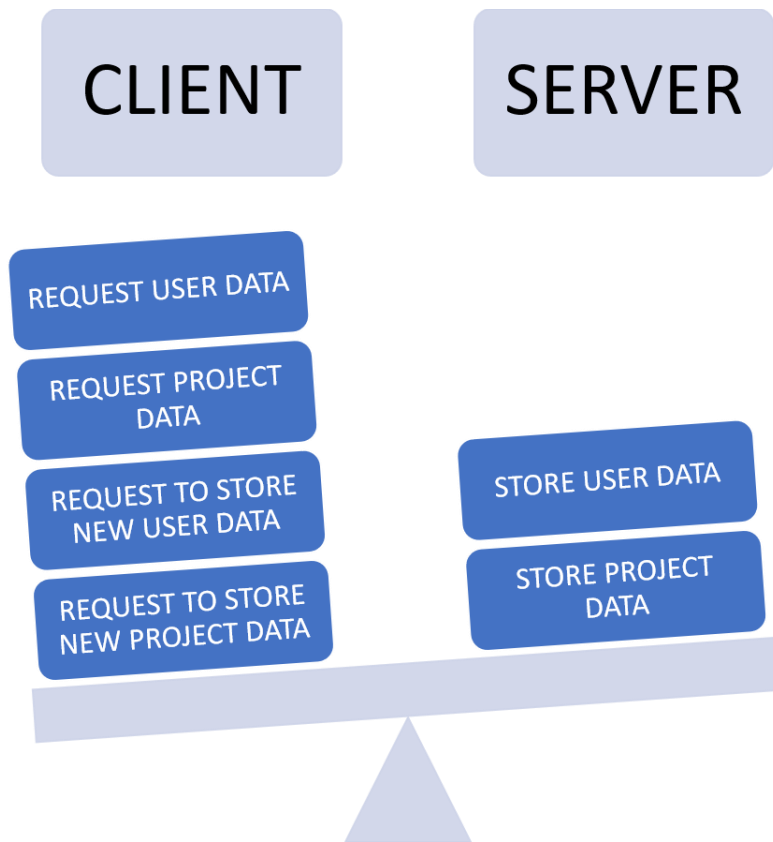 CLIENT
SERVER
REQUEST USER DATA
REQUEST PROJECT
DATA
REQUEST TO STORE
NEW USER DATA
REQUEST TO STORE
NEW PROJECT DATA
STORE USER DATA
STORE PROJECT
DATA